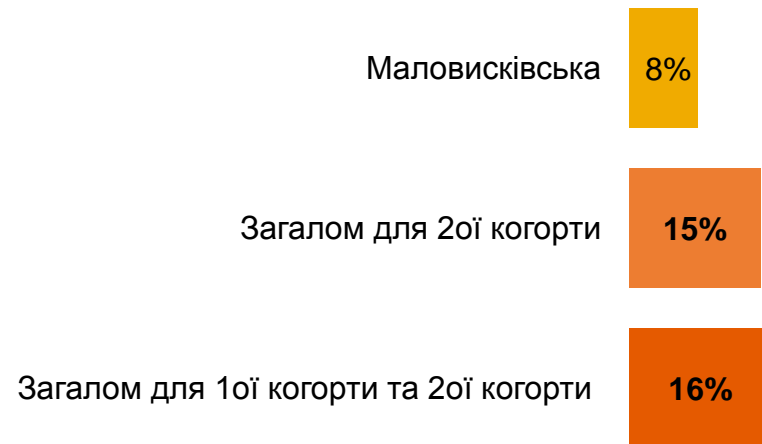 Маловисківська 8%
Загалом для 2ої когорти 15%
Загалом для 1ої когорти та 2ої когорти 16%